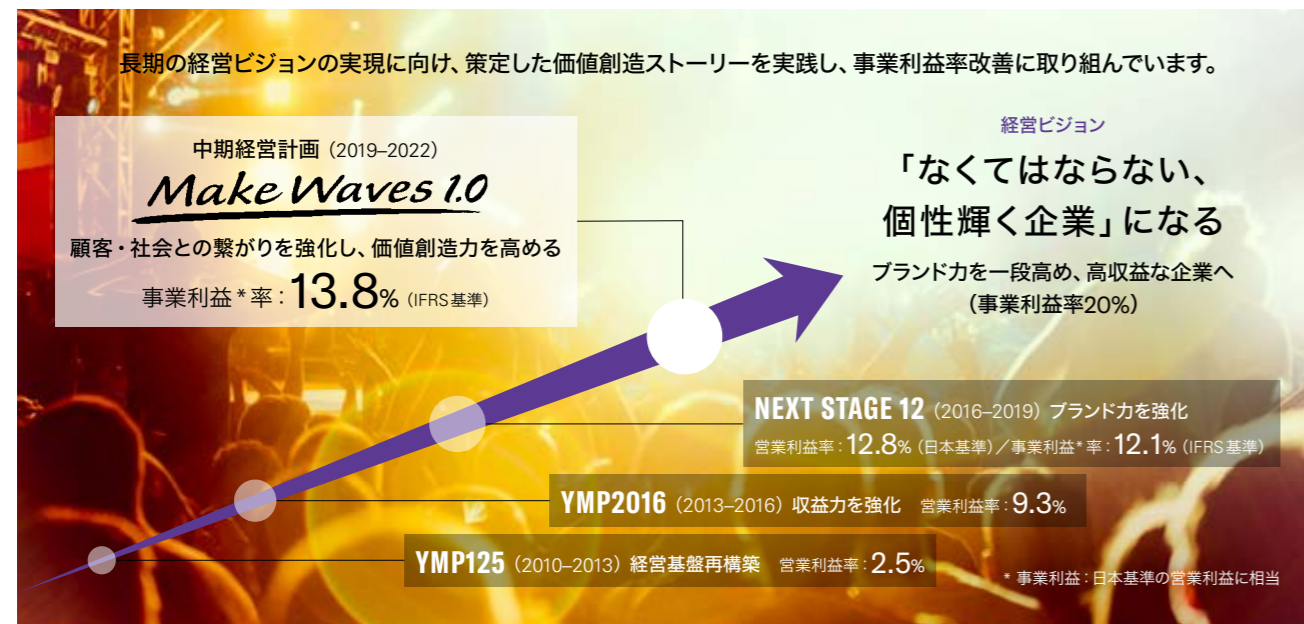 長期の経営ビジョンの実現に向け、策定した価値創造ストーリーを実践し、事業利益率改善に取り組んでいます。
中期経営計画（2019–2022）
Make Waves 1.0
顧客・社会との繋がりを強化し、価値創造力を高める
事業利益*率：13.8%（IFRS基準）
経営ビジョン
「なくてはならない、
個性輝く企業」になる
ブランド力を一段高め、高収益な企業へ
（事業利益率20%）
NEXT STAGE 12（2016–2019）ブランド力を強化
営業利益率：12.8%（日本基準）／事業利益*率：12.1%（IFRS基準）
YMP2016（2013–2016）収益力を強化 営業利益率：9.3%
YMP125（2010–2013）経営基盤再構築 営業利益率：2.5%
* 事業利益：日本基準の営業利益に相当